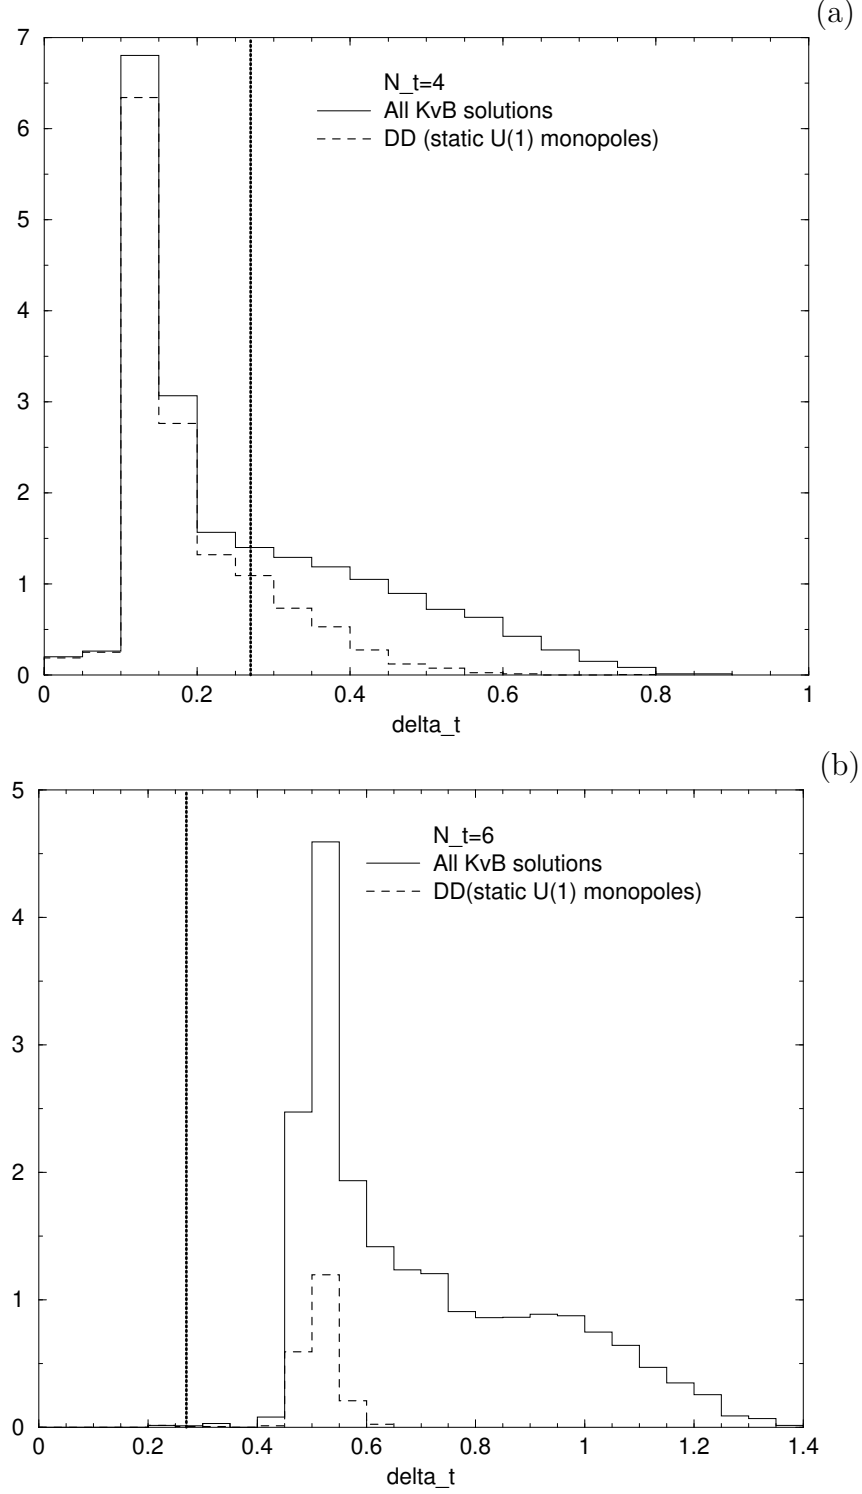 (a)
7
6
5
4
3
2
1
0
N_t=4
All KvB solutions
DD (static U(1) monopoles)
0 0.2 0.4 0.6 0.8 1
delta_t
(b)
5
4
3
2
1
0
N_t=6
All KvB solutions
DD(static U(1) monopoles)
0 0.2 0.4 0.6 0.8 1 1.2 1.4
delta_t